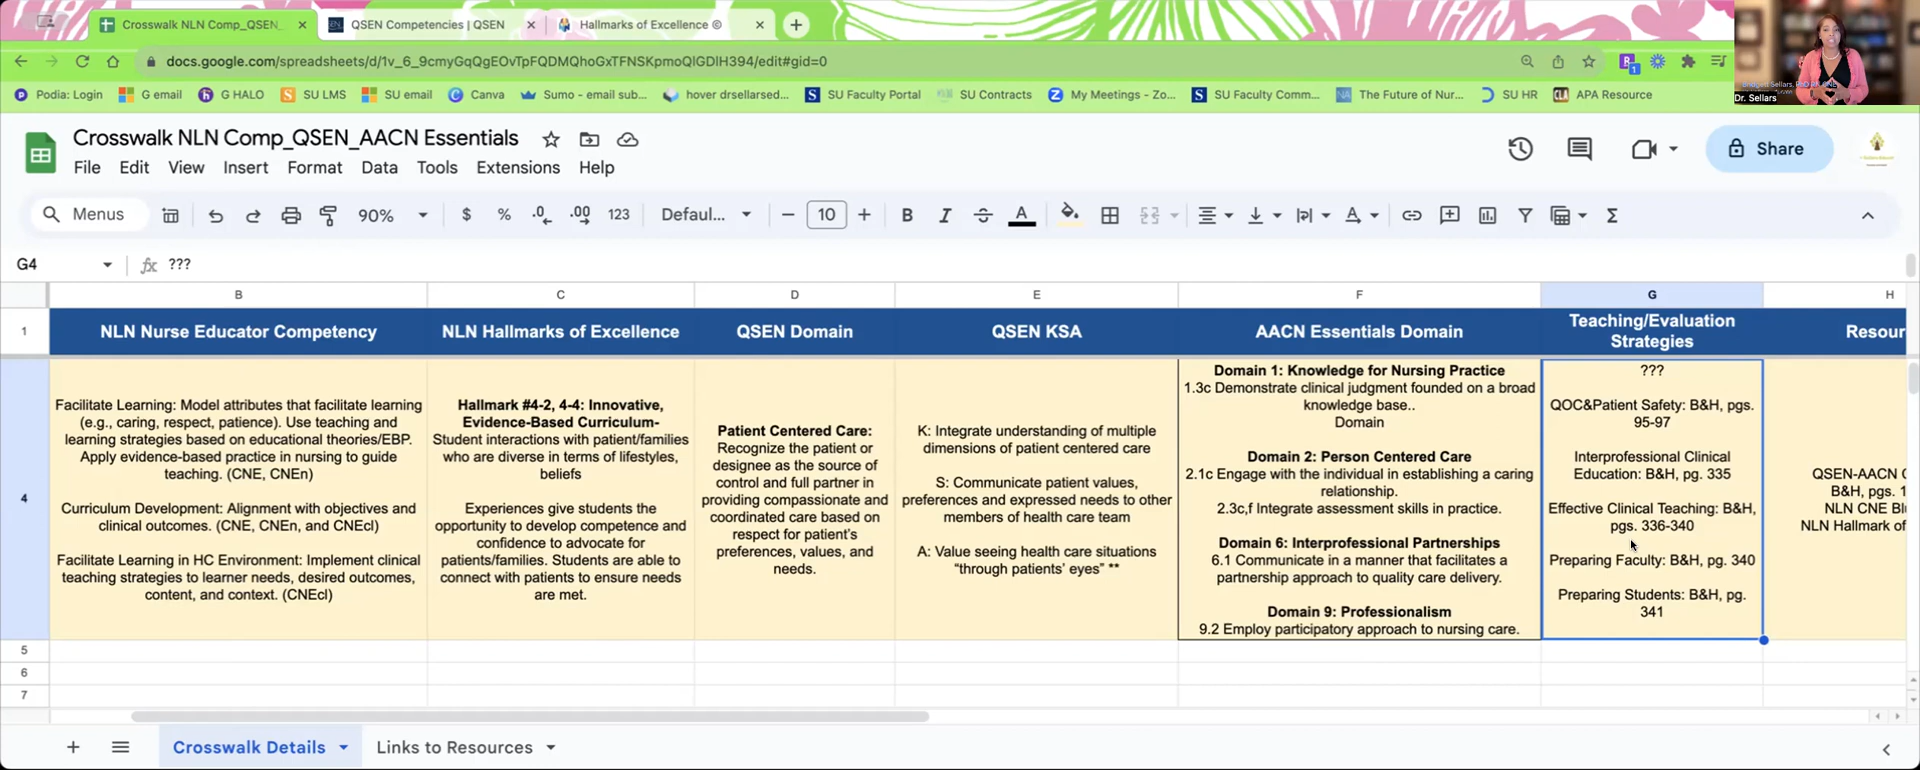 Crosswalk NLN Comp_QSEN_
QSEN Competencies | QSEN
Hallmarks of Excellence ©
docs.google.com/spreadsheets/d/1v_6_9cmyGqQgEOvTpFQDMQhoGxTFNSKpmoQlGDlH394/edit#gid=0
Podia: Login
G email
G HALO
SU LMS
SU email
Canva
Sumo - email sub...
hover drsellarsed...
SU Faculty Portal
SU Contracts
My Meetings - Zo...
SU Faculty Comm...
The Future of Nur...
SU HR
APA Resource
Dr. Sellars
Crosswalk NLN Comp_QSEN_AACN Essentials
File Edit View Insert Format Data Tools Extensions Help
Share
Menus
90%
$ % .0 .00 123
Defaul...
10
B I A
G4
fx ???
B C D E F G H
1
NLN Nurse Educator Competency
NLN Hallmarks of Excellence
QSEN Domain
QSEN KSA
AACN Essentials Domain
Teaching/Evaluation
Strategies
Resour
4
Facilitate Learning: Model attributes that facilitate learning
(e.g., caring, respect, patience). Use teaching and
learning strategies based on educational theories/EBP.
Apply evidence-based practice in nursing to guide
teaching. (CNE, CNEn)
Curriculum Development: Alignment with objectives and
clinical outcomes. (CNE, CNEn, and CNEcl)
Facilitate Learning in HC Environment: Implement clinical
teaching strategies to learner needs, desired outcomes,
content, and context. (CNEcl)
Hallmark #4-2, 4-4: Innovative,
Evidence-Based Curriculum-
Student interactions with patient/families
who are diverse in terms of lifestyles,
beliefs
Experiences give students the
opportunity to develop competence and
confidence to advocate for
patients/families. Students are able to
connect with patients to ensure needs
are met.
Patient Centered Care:
Recognize the patient or
designee as the source of
control and full partner in
providing compassionate and
coordinated care based on
respect for patient's
preferences, values, and
needs.
K: Integrate understanding of multiple
dimensions of patient centered care
S: Communicate patient values,
preferences and expressed needs to other
members of health care team
A: Value seeing health care situations
“through patients’ eyes” **
Domain 1: Knowledge for Nursing Practice
1.3c Demonstrate clinical judgment founded on a broad
knowledge base..
Domain
Domain 2: Person Centered Care
2.1c Engage with the individual in establishing a caring
relationship.
2.3c,f Integrate assessment skills in practice.
Domain 6: Interprofessional Partnerships
6.1 Communicate in a manner that facilitates a
partnership approach to quality care delivery.
Domain 9: Professionalism
9.2 Employ participatory approach to nursing care.
???
QOC&Patient Safety: B&H, pgs.
95-97
Interprofessional Clinical
Education: B&H, pg. 335
Effective Clinical Teaching: B&H,
pgs. 336-340
Preparing Faculty: B&H, pg. 340
Preparing Students: B&H, pg.
341
QSEN-AACN
B&H, pgs. 1
NLN CNE Bl
NLN Hallmark of
5
6
7
Crosswalk Details
Links to Resources